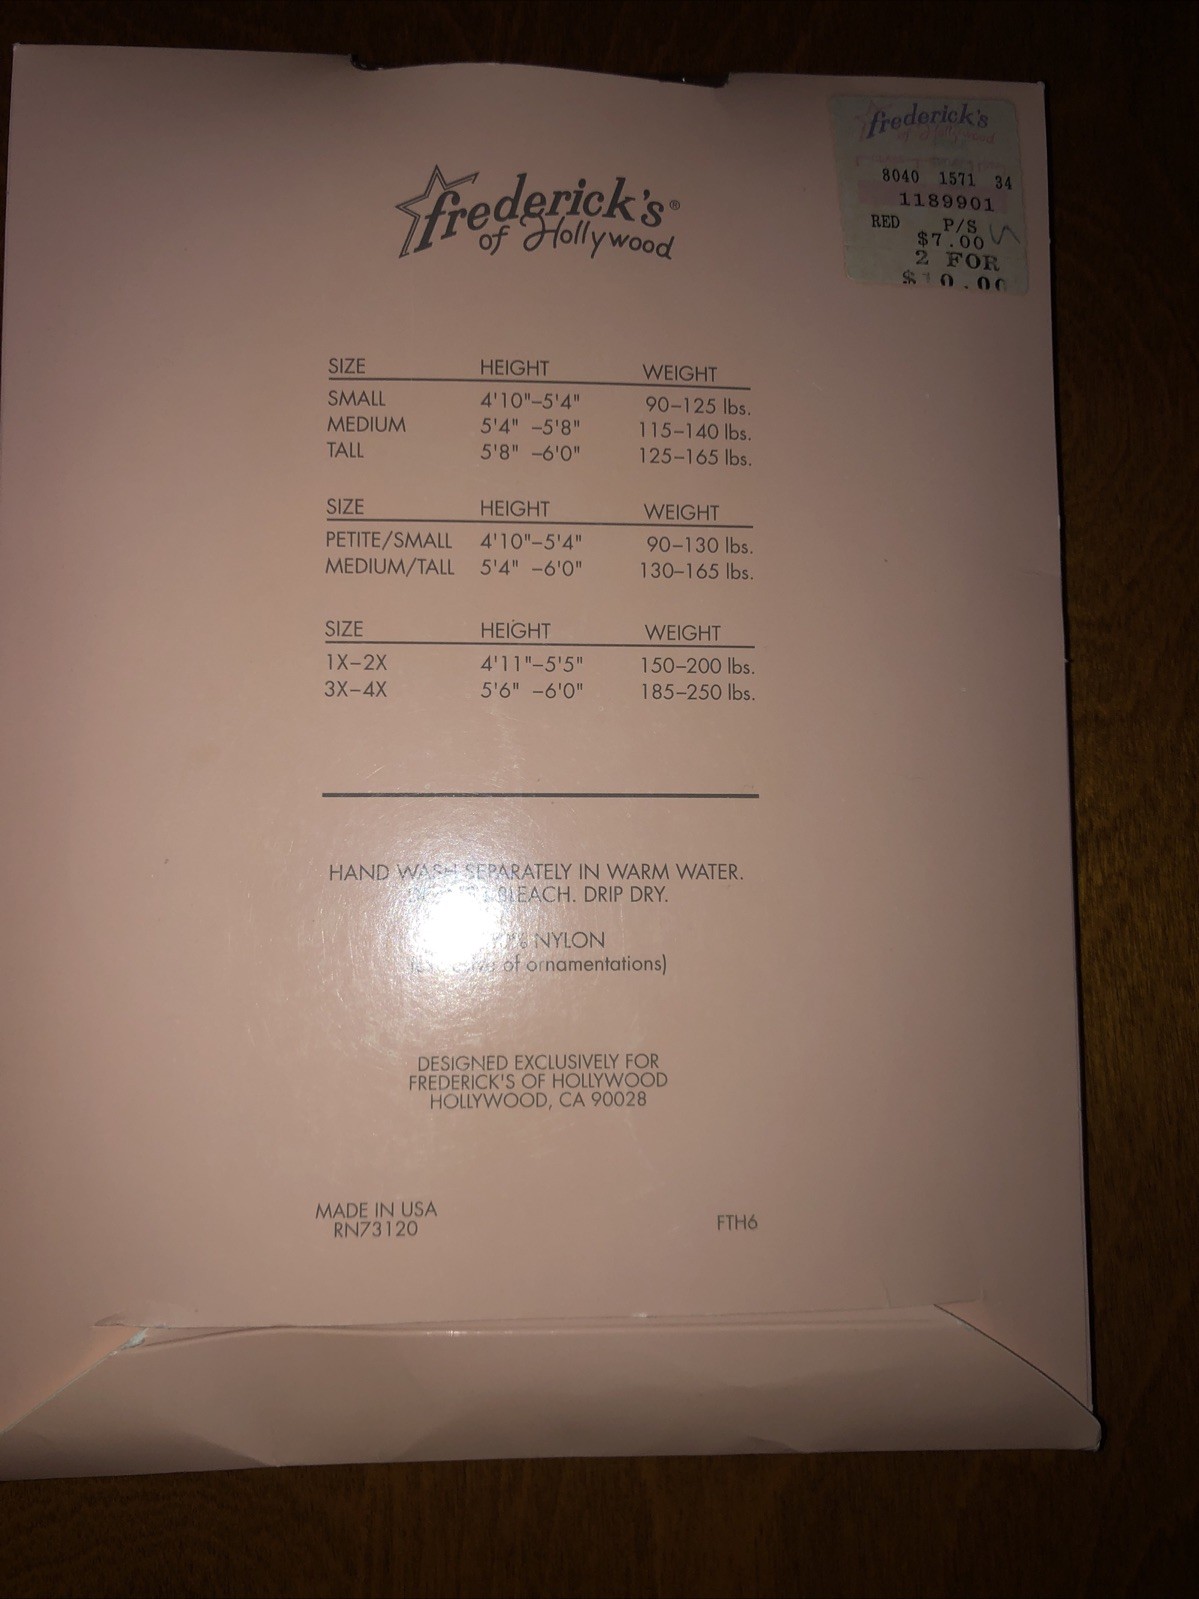 frederick's
of Hollywood
8040 1571 34
1189901
RED P/S
$7.00
2 FOR
$10.00
frederick's®
of Hollywood
SIZE HEIGHT WEIGHT
SMALL 4'10"–5'4" 90–125 lbs.
MEDIUM 5'4" –5'8" 115–140 lbs.
TALL 5'8" –6'0" 125–165 lbs.
SIZE HEIGHT WEIGHT
PETITE/SMALL 4'10"–5'4" 90–130 lbs.
MEDIUM/TALL 5'4" –6'0" 130–165 lbs.
SIZE HEIGHT WEIGHT
1X–2X 4'11"–5'5" 150–200 lbs.
3X–4X 5'6" –6'0" 185–250 lbs.
HAND WASH SEPARATELY IN WARM WATER.
BLEACH. DRIP DRY.
NYLON
of ornamentations)
DESIGNED EXCLUSIVELY FOR
FREDERICK'S OF HOLLYWOOD
HOLLYWOOD, CA 90028
MADE IN USA
RN73120
FTH6